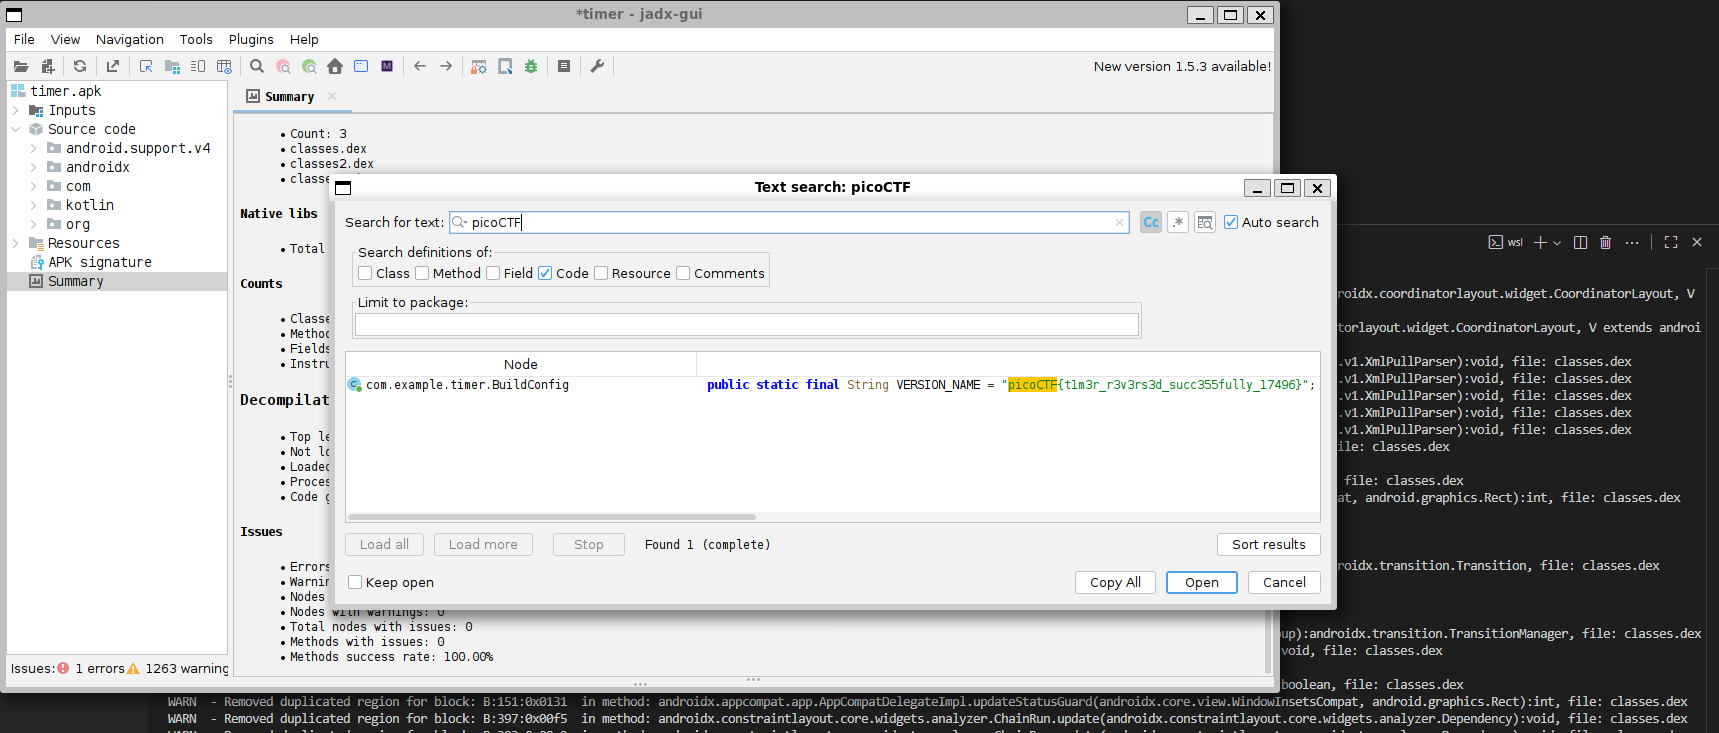 *timer - jadx-gui
File View Navigation Tools Plugins Help
New version 1.5.3 available!
timer.apk
Inputs
Source code
android.support.v4
androidx
com
kotlin
org
Resources
APK signature
Summary
Issues: 1 errors 1263 warning
Summary
Count: 3
classes.dex
classes2.dex
Native libs
Total
Counts
Classe
Method
Fields
Instru
Decompilat
Top le
Not lo
Loaded
Proces
Code g
Issues
Errors
Warnin
Nodes
Nodes with warnings: 0
Total nodes with issues: 0
Methods with issues: 0
Methods success rate: 100.00%
Text search: picoCTF
Search for text: picoCTF
Cc .* Auto search
Search definitions of:
Class Method Field Code Resource Comments
Limit to package:
Node
com.example.timer.BuildConfig public static final String VERSION_NAME = "picoCTF{t1m3r_r3v3rs3d_succ355fully_17496}";
Load all Load more Stop Found 1 (complete) Sort results
Keep open Copy All Open Cancel
wsl
roidx.coordinatorlayout.widget.CoordinatorLayout, V
torlayout.widget.CoordinatorLayout, V extends androi
.v1.XmlPullParser):void, file: classes.dex
.v1.XmlPullParser):void, file: classes.dex
.v1.XmlPullParser):void, file: classes.dex
.v1.XmlPullParser):void, file: classes.dex
.v1.XmlPullParser):void, file: classes.dex
ile: classes.dex
file: classes.dex
at, android.graphics.Rect):int, file: classes.dex
roidx.transition.Transition, file: classes.dex
oup):androidx.transition.TransitionManager, file: classes.dex
void, file: classes.dex
boolean, file: classes.dex
WARN - Removed duplicated region for block: B:151:0x0131 in method: androidx.appcompat.app.AppCompatDelegateImpl.updateStatusGuard(androidx.core.view.WindowInsetsCompat, android.graphics.Rect):int, file: classes.dex
WARN - Removed duplicated region for block: B:397:0x00f5 in method: androidx.constraintlayout.core.widgets.analyzer.ChainRun.update(androidx.constraintlayout.core.widgets.analyzer.Dependency):void, file: classes.dex